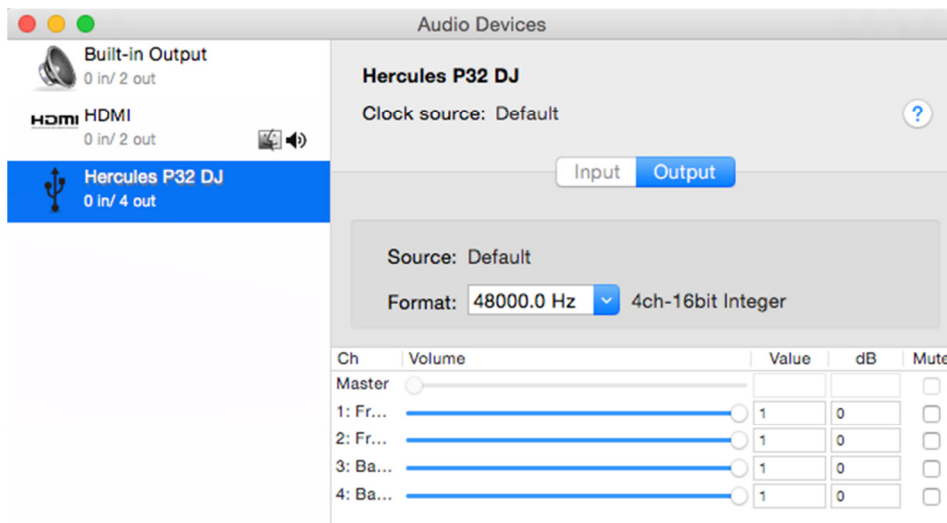 Audio Devices
Built-in Output
0 in/ 2 out
HDMI HDMI
0 in/ 2 out
Hercules P32 DJ
0 in/ 4 out
Hercules P32 DJ
Clock source: Default
?
Input Output
Source: Default
Format: 48000.0 Hz 4ch-16bit Integer
Ch Volume Value dB Mute
Master
1: Fr... 1 0
2: Fr... 1 0
3: Ba... 1 0
4: Ba... 1 0